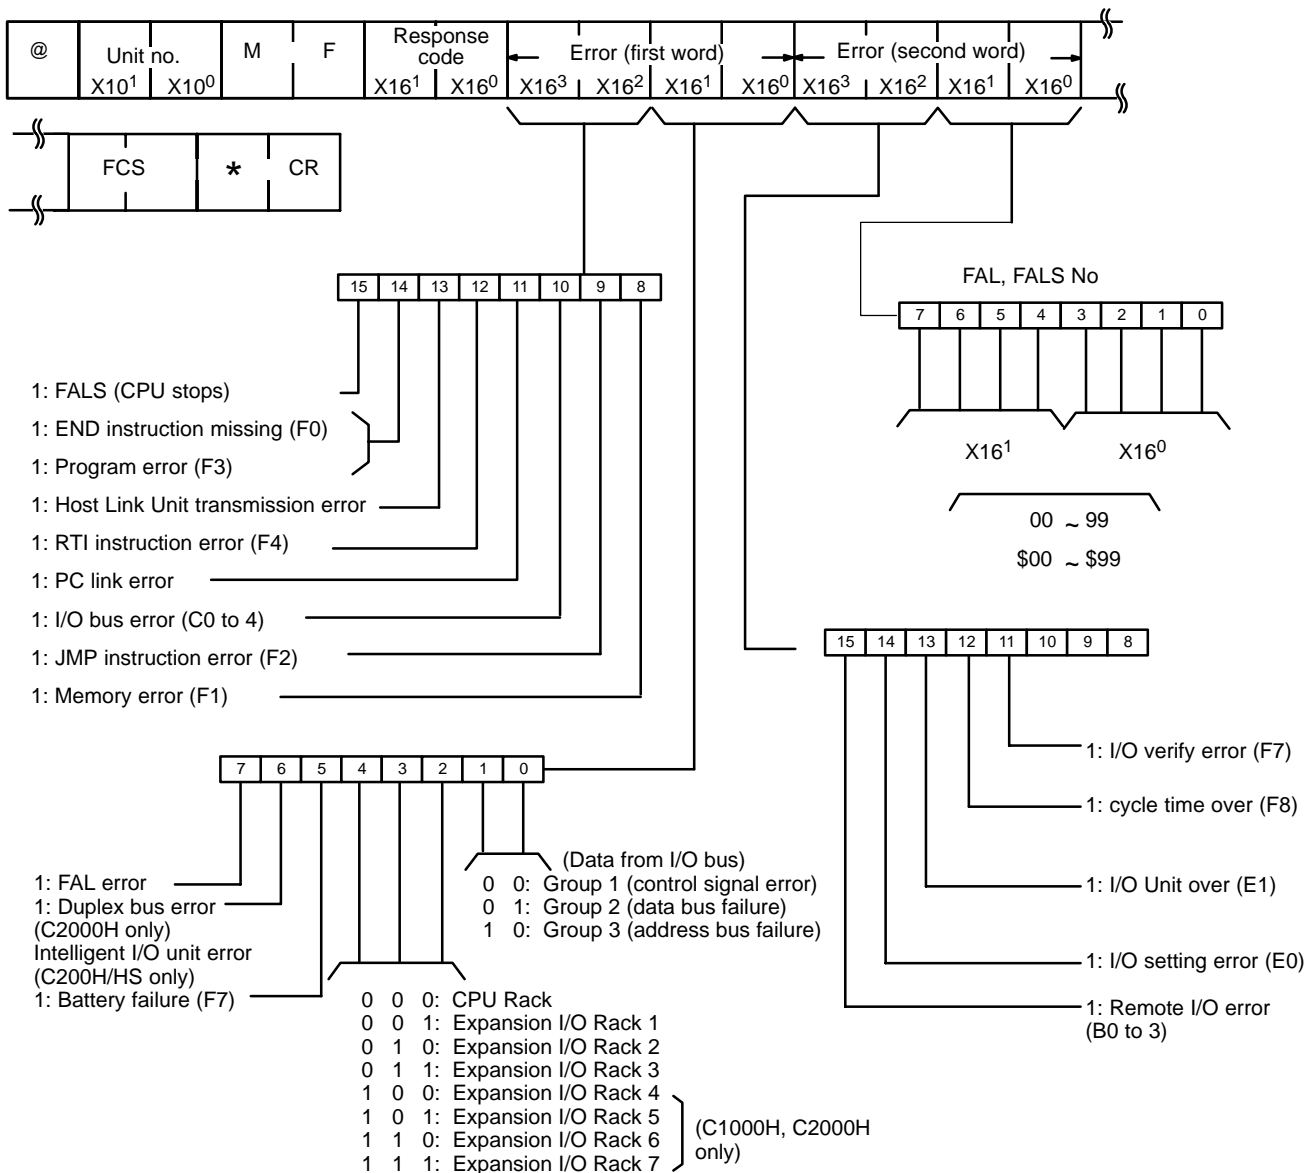 @ Unit no. M F Response code Error (first word) Error (second word)
X10¹ X10⁰ X16¹ X16⁰ X16³ X16² X16¹ X16⁰ X16³ X16² X16¹ X16⁰
FCS * CR
15 14 13 12 11 10 9 8
1: FALS (CPU stops)
1: END instruction missing (F0)
1: Program error (F3)
1: Host Link Unit transmission error
1: RTI instruction error (F4)
1: PC link error
1: I/O bus error (C0 to 4)
1: JMP instruction error (F2)
1: Memory error (F1)
FAL, FALS No
7 6 5 4 3 2 1 0
X16¹ X16⁰
00 ~ 99
$00 ~ $99
15 14 13 12 11 10 9 8
1: I/O verify error (F7)
1: cycle time over (F8)
1: I/O Unit over (E1)
1: I/O setting error (E0)
1: Remote I/O error
(B0 to 3)
7 6 5 4 3 2 1 0
1: FAL error
1: Duplex bus error
(C2000H only)
Intelligent I/O unit error
(C200H/HS only)
1: Battery failure (F7)
(Data from I/O bus)
0 0: Group 1 (control signal error)
0 1: Group 2 (data bus failure)
1 0: Group 3 (address bus failure)
0 0 0: CPU Rack
0 0 1: Expansion I/O Rack 1
0 1 0: Expansion I/O Rack 2
0 1 1: Expansion I/O Rack 3
1 0 0: Expansion I/O Rack 4
1 0 1: Expansion I/O Rack 5
1 1 0: Expansion I/O Rack 6
1 1 1: Expansion I/O Rack 7
(C1000H, C2000H
only)